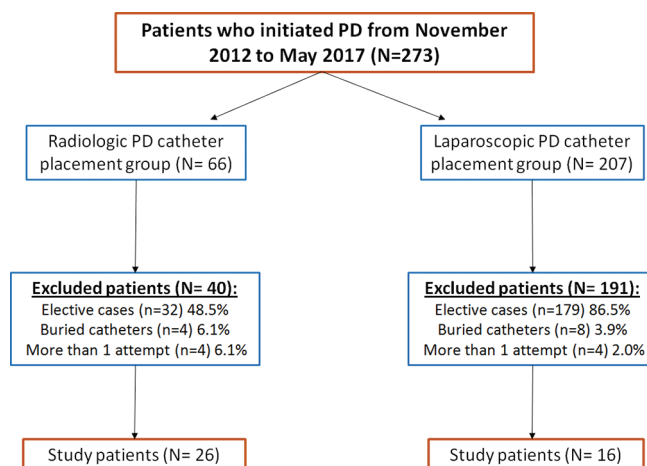 Patients who initiated PD from November
2012 to May 2017 (N=273)
Radiologic PD catheter
placement group (N= 66)
Laparoscopic PD catheter
placement group (N= 207)
Excluded patients (N= 40):
Elective cases (n=32) 48.5%
Buried catheters (n=4) 6.1%
More than 1 attempt (n=4) 6.1%
Excluded patients (N= 191):
Elective cases (n=179) 86.5%
Buried catheters (n=8) 3.9%
More than 1 attempt (n=4) 2.0%
Study patients (N= 26)
Study patients (N= 16)